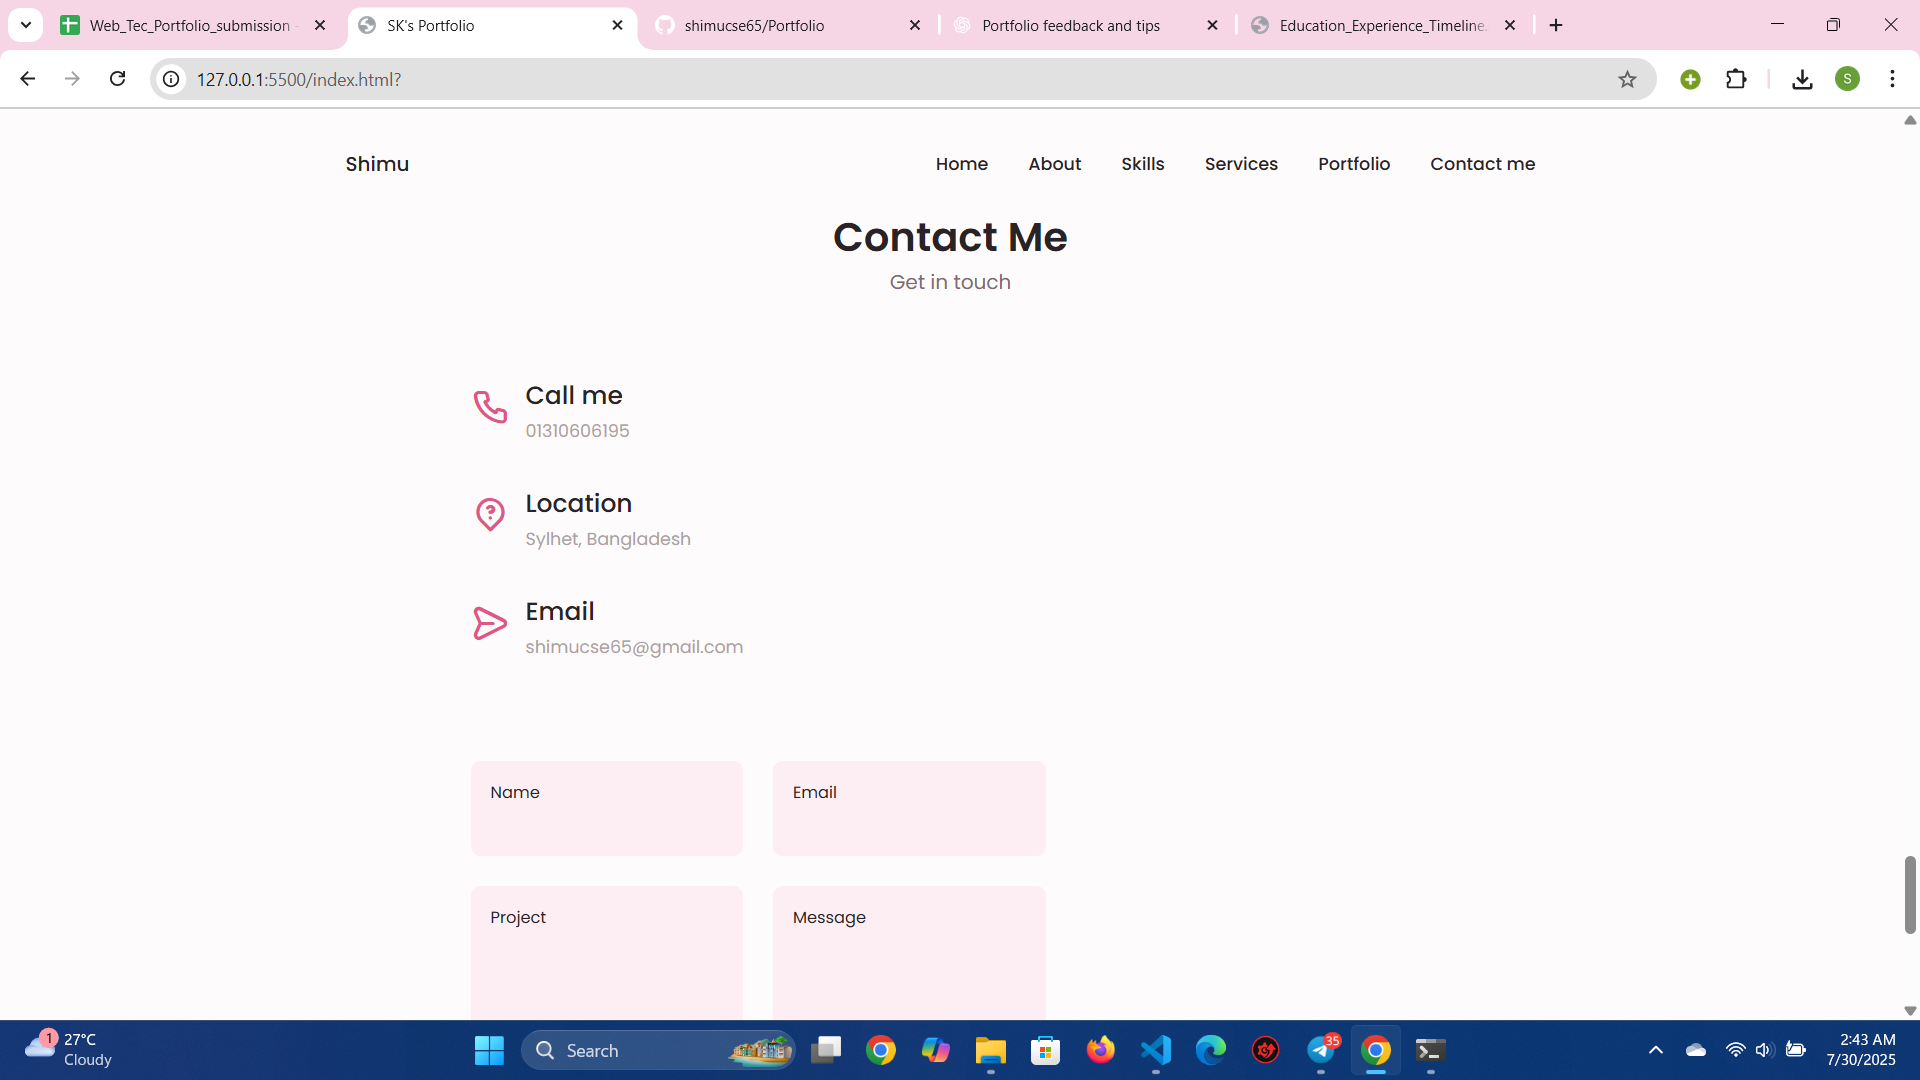 Web_Tec_Portfolio_submission -
SK's Portfolio
shimucse65/Portfolio
Portfolio feedback and tips
Education_Experience_Timeline.
127.0.0.1:5500/index.html?
S
Shimu
Home
About
Skills
Services
Portfolio
Contact me
Contact Me
Get in touch
Call me
01310606195
Location
Sylhet, Bangladesh
Email
shimucse65@gmail.com
Name
Email
Project
Message
1
27°C
Cloudy
Search
35
2:43 AM
7/30/2025